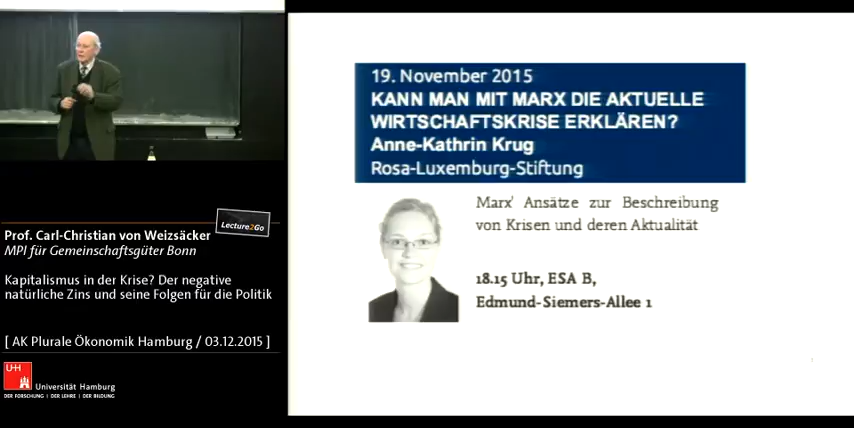 19. November 2015
KANN MAN MIT MARX DIE AKTUELLE
WIRTSCHAFTSKRISE ERKLÄREN?
Anne-Kathrin Krug
Rosa-Luxemburg-Stiftung
Marx' Ansätze zur Beschreibung
von Krisen und deren Aktualität
18.15 Uhr, ESA B,
Edmund-Siemers-Allee 1
Lecture2Go
Prof. Carl-Christian von Weizsäcker
MPI für Gemeinschaftsgüter Bonn
Kapitalismus in der Krise? Der negative
natürliche Zins und seine Folgen für die Politik
[ AK Plurale Ökonomik Hamburg / 03.12.2015 ]
UH
Universität Hamburg
DER FORSCHUNG | DER LEHRE | DER BILDUNG